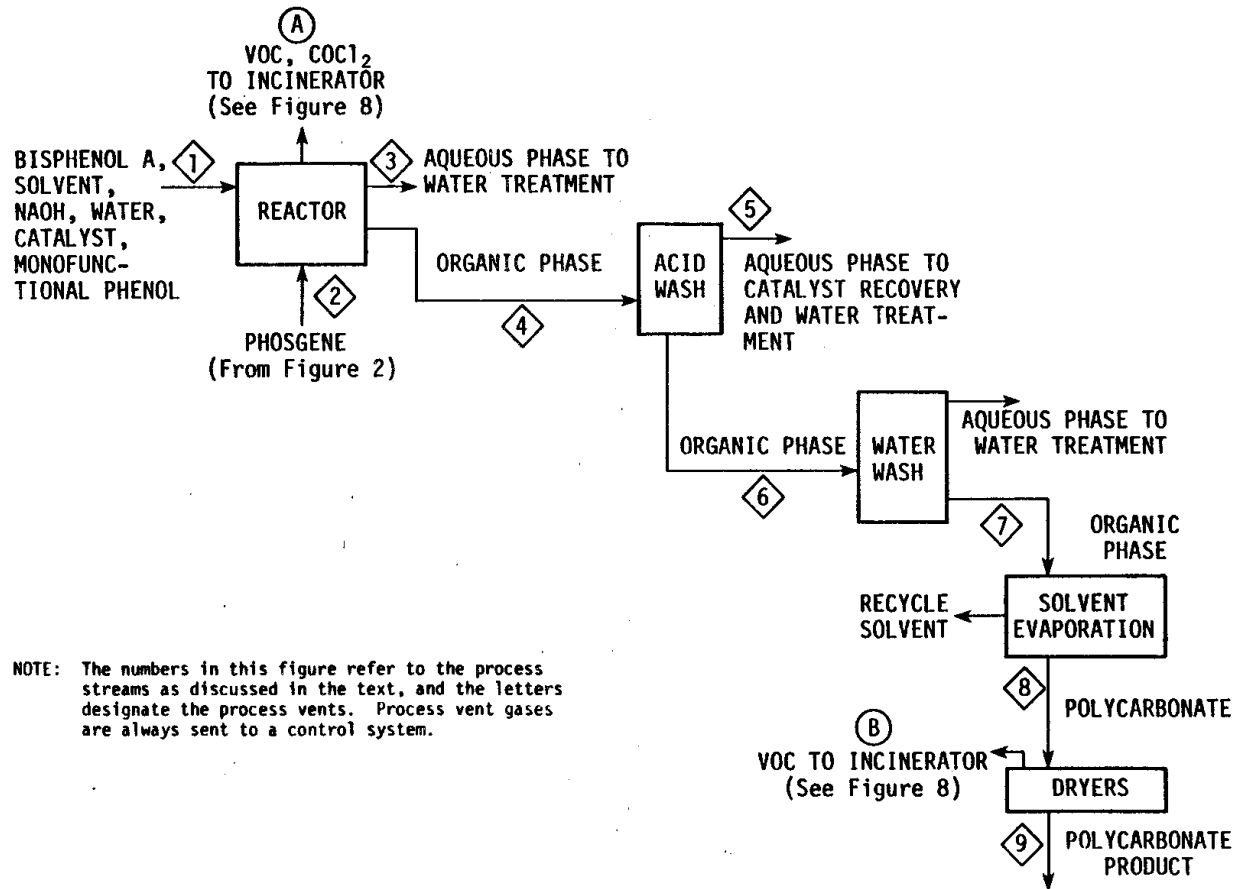 A
VOC, COCl2
TO INCINERATOR
(See Figure 8)
BISPHENOL A,
SOLVENT,
NAOH, WATER,
CATALYST,
MONOFUNC-
TIONAL PHENOL
1
REACTOR
3
AQUEOUS PHASE TO
WATER TREATMENT
2
PHOSGENE
(From Figure 2)
ORGANIC PHASE
4
ACID
WASH
5
AQUEOUS PHASE TO
CATALYST RECOVERY
AND WATER TREAT-
MENT
ORGANIC PHASE
6
WATER
WASH
AQUEOUS PHASE TO
WATER TREATMENT
7
ORGANIC
PHASE
RECYCLE
SOLVENT
SOLVENT
EVAPORATION
8
POLYCARBONATE
B
VOC TO INCINERATOR
(See Figure 8)
DRYERS
9
POLYCARBONATE
PRODUCT
NOTE: The numbers in this figure refer to the process
streams as discussed in the text, and the letters
designate the process vents. Process vent gases
are always sent to a control system.